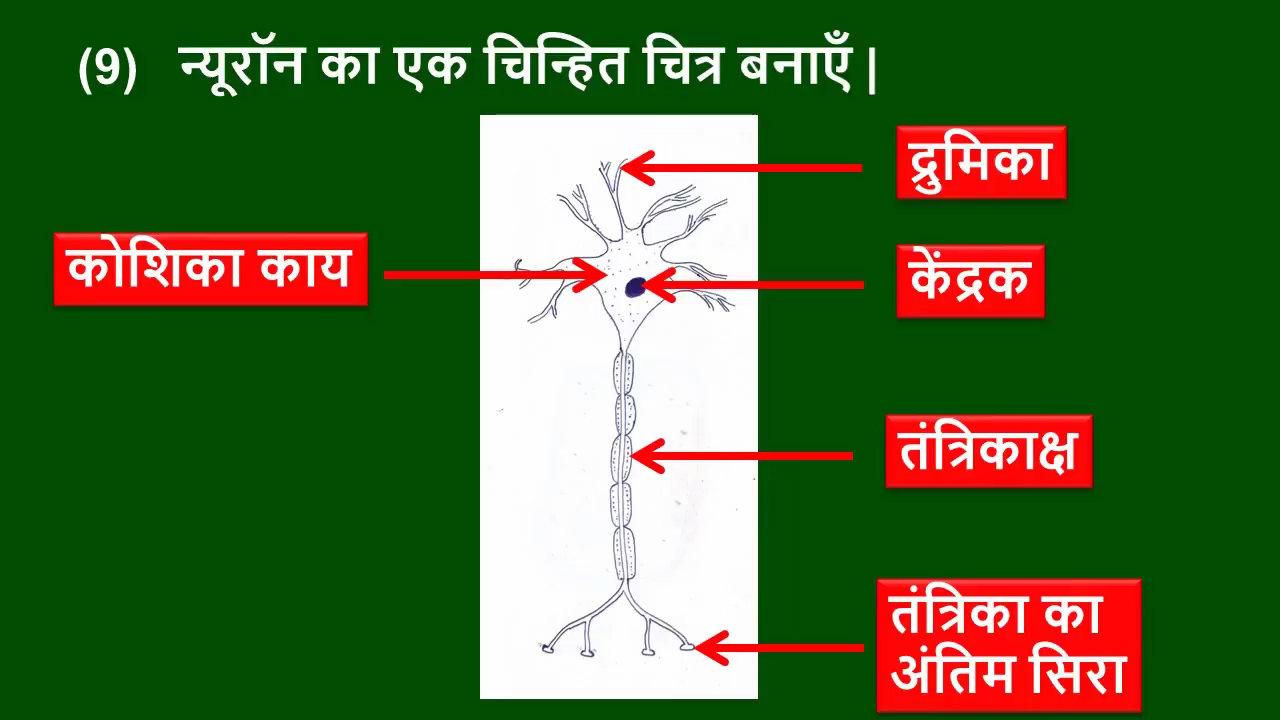 (9) न्यूरॉन का एक चिन्हित चित्र बनाएँ |
द्रुमिका
कोशिका काय
केंद्रक
तंत्रिकाक्ष
तंत्रिका का
अंतिम सिरा